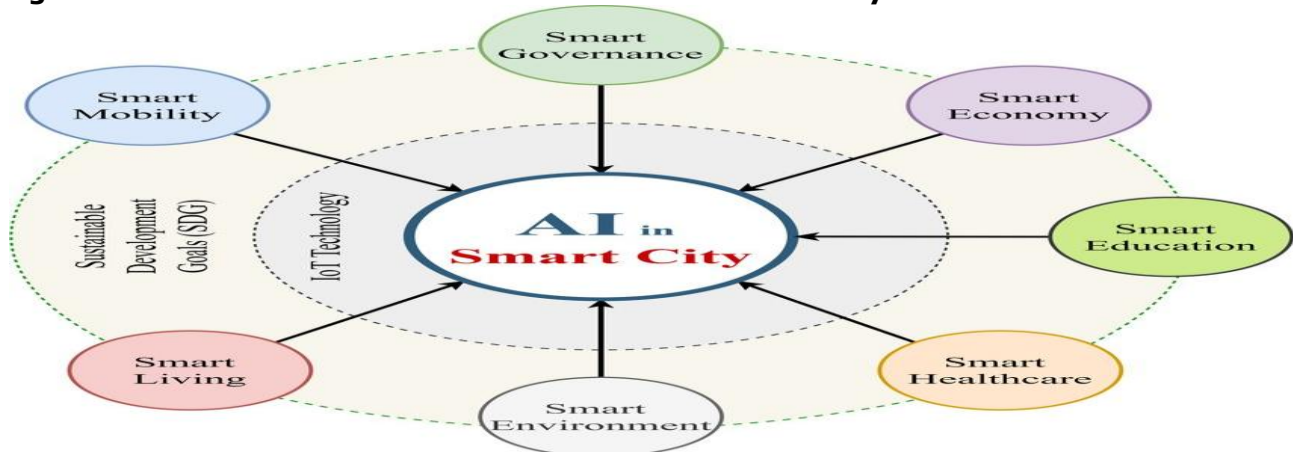 Smart
Governance
Smart
Mobility
Smart
Economy
Sustainable
Development
Goals (SDG)
IoT Technology
AI in
Smart City
Smart
Education
Smart
Living
Smart
Healthcare
Smart
Environment